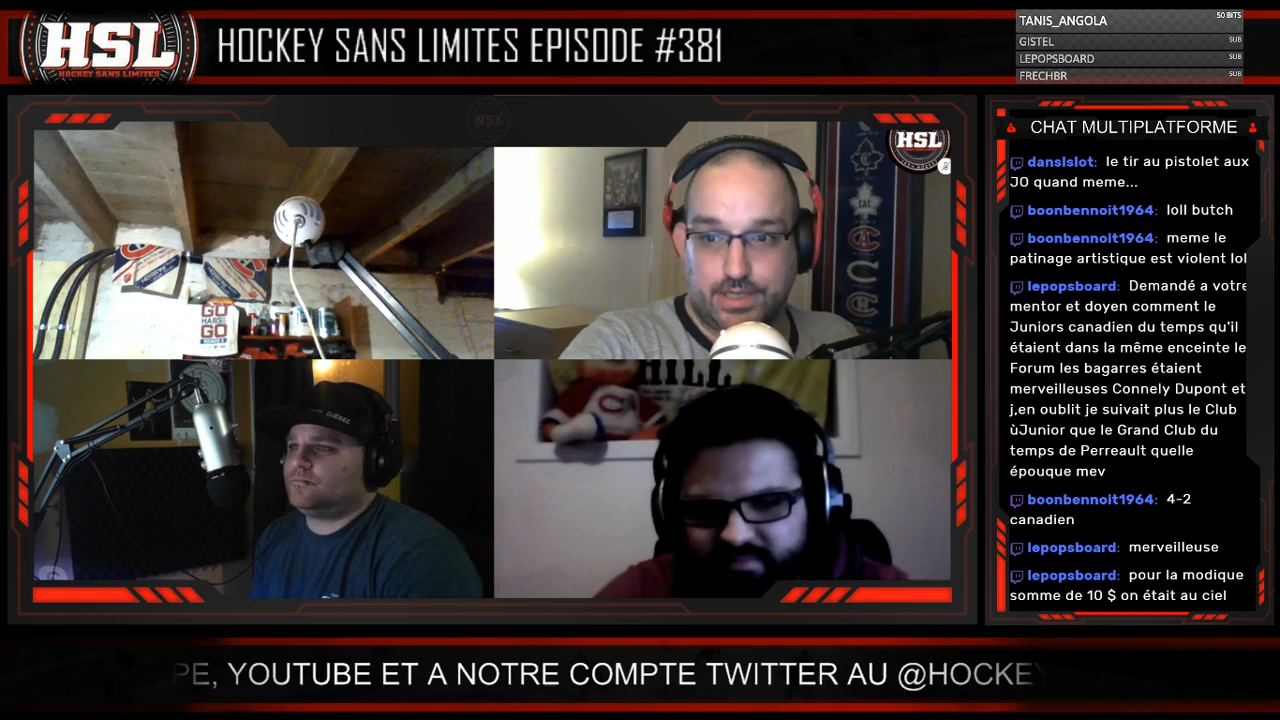 HSL
HOCKEY SANS LIMITES
HOCKEY SANS LIMITES EPISODE #381
TANIS_ANGOLA 50 BITS
GISTEL SUB
LEPOPSBOARD SUB
FRECHBR SUB
HSL
HSL
GO
HABS
GO
CAC
CHAT MULTIPLATFORME
danslslot: le tir au pistolet aux
JO quand meme...
boonbennoit1964: loll butch
boonbennoit1964: meme le
patinage artistique est violent lol
lepopsboard: Demandé a votre
mentor et doyen comment le
Juniors canadien du temps qu'il
étaient dans la même enceinte le
Forum les bagarres étaient
merveilleuses Connely Dupont et
j,en oublit je suivait plus le Club
ùJunior que le Grand Club du
temps de Perreault quelle
épouque mev
boonbennoit1964: 4-2
canadien
lepopsboard: merveilleuse
lepopsboard: pour la modique
somme de 10 $ on était au ciel
PE, YOUTUBE ET A NOTRE COMPTE TWITTER AU @HOCKE